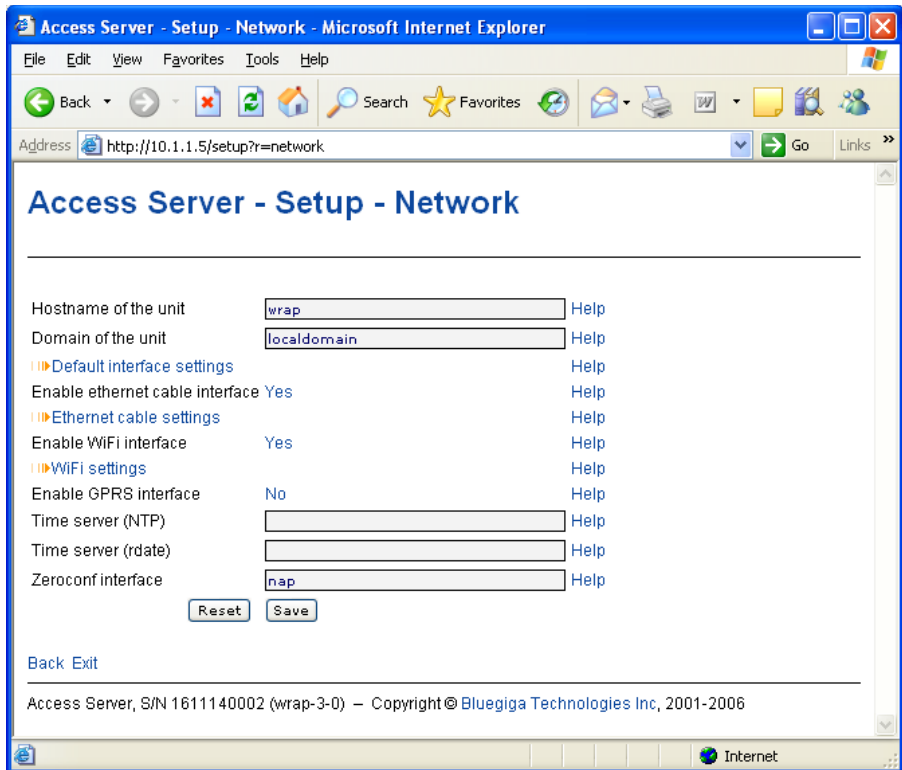 Access Server - Setup - Network - Microsoft Internet Explorer
File Edit View Favorites Tools Help
Back Search Favorites W
Address http://10.1.1.5/setup?r=network Go Links »
Access Server - Setup - Network
Hostname of the unit wrap Help
Domain of the unit localdomain Help
Default interface settings Help
Enable ethernet cable interface Yes Help
Ethernet cable settings Help
Enable WiFi interface Yes Help
WiFi settings Help
Enable GPRS interface No Help
Time server (NTP) Help
Time server (rdate) Help
Zeroconf interface nap Help
Reset Save
Back Exit
Access Server, S/N 1611140002 (wrap-3-0) – Copyright © Bluegiga Technologies Inc, 2001-2006
Internet